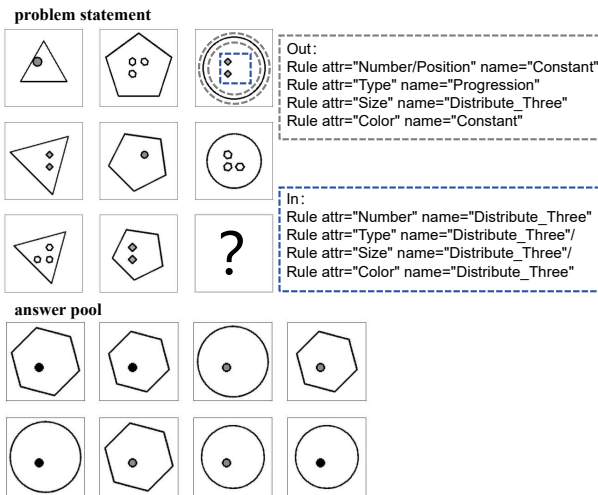 problem statement
Out:
Rule attr="Number/Position" name="Constant"
Rule attr="Type" name="Progression"
Rule attr="Size" name="Distribute_Three"
Rule attr="Color" name="Constant"
In:
Rule attr="Number" name="Distribute_Three"
Rule attr="Type" name="Distribute_Three"/
Rule attr="Size" name="Distribute_Three"/
Rule attr="Color" name="Distribute_Three"
?
answer pool